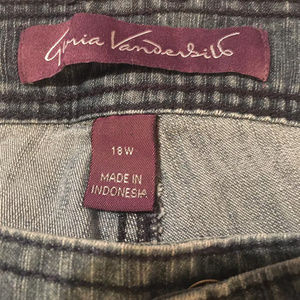 Gloria Vanderbilt
18W
MADE IN
INDONESIA